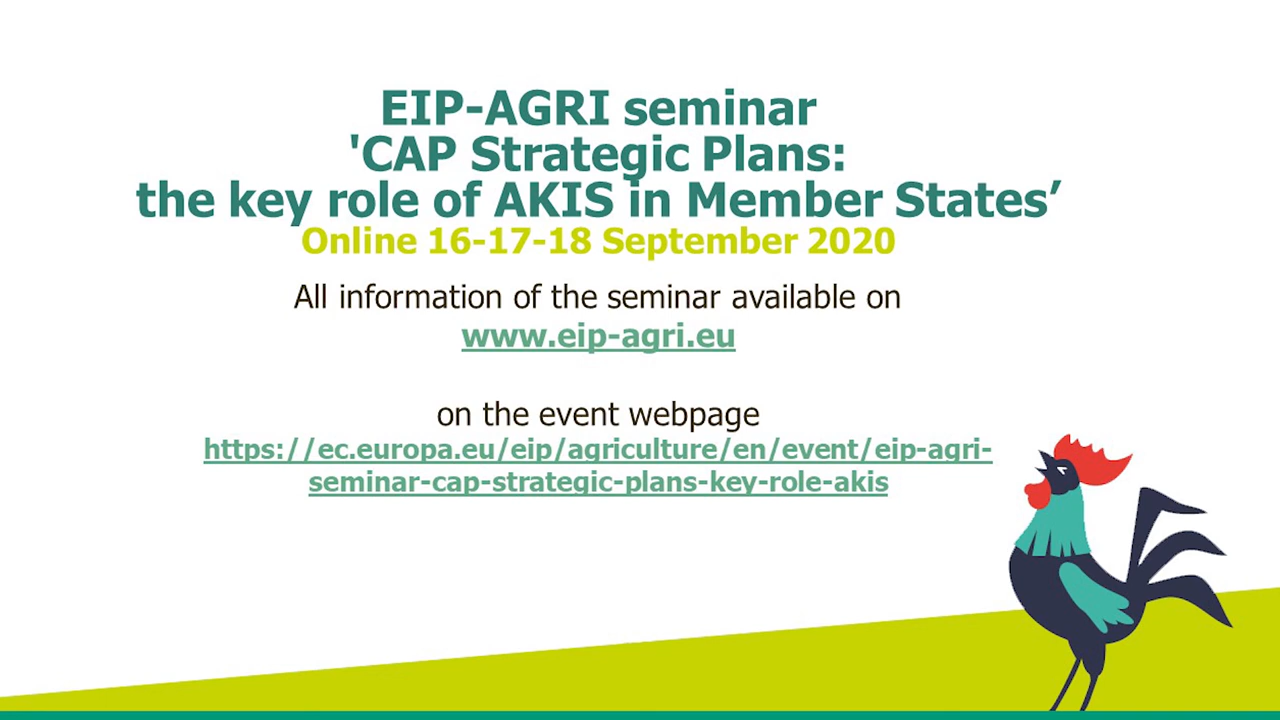 EIP-AGRI seminar
'CAP Strategic Plans:
the key role of AKIS in Member States’
Online 16-17-18 September 2020
All information of the seminar available on
www.eip-agri.eu
on the event webpage
https://ec.europa.eu/eip/agriculture/en/event/eip-agri-
seminar-cap-strategic-plans-key-role-akis